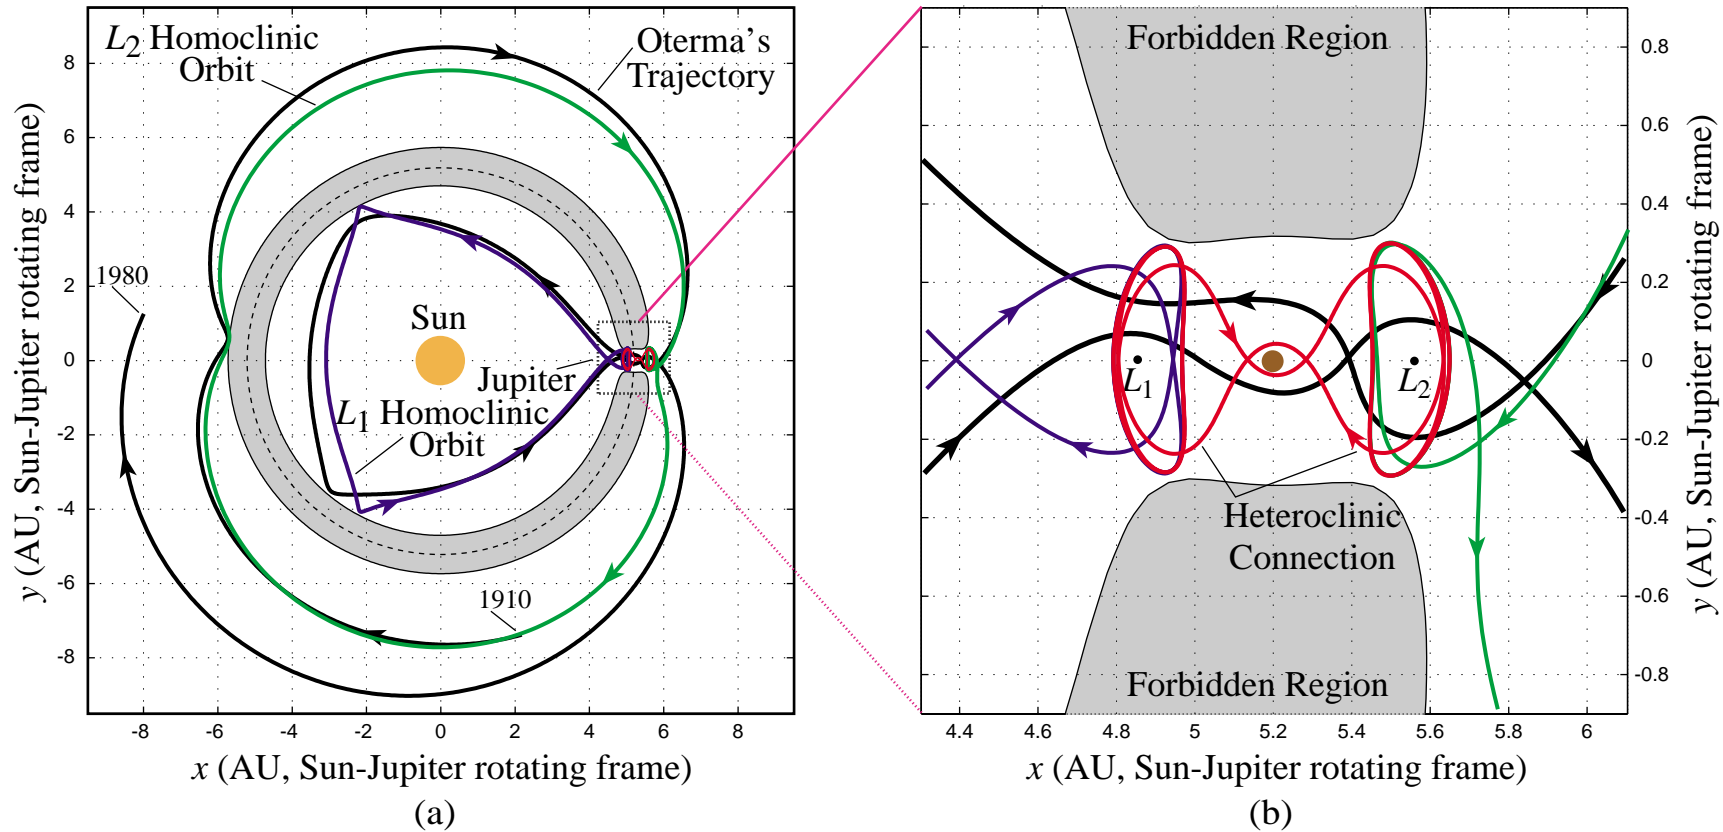 L2 Homoclinic
Orbit
Oterma's
Trajectory
1980
Sun
Jupiter
L1 Homoclinic
Orbit
1910
8
6
4
2
0
-2
-4
-6
-8
-8
-6
-4
-2
0
2
4
6
8
y (AU, Sun-Jupiter rotating frame)
x (AU, Sun-Jupiter rotating frame)
(a)
Forbidden Region
L1
L2
Heteroclinic
Connection
Forbidden Region
0.8
0.6
0.4
0.2
0
-0.2
-0.4
-0.6
-0.8
4.4
4.6
4.8
5
5.2
5.4
5.6
5.8
6
y (AU, Sun-Jupiter rotating frame)
x (AU, Sun-Jupiter rotating frame)
(b)